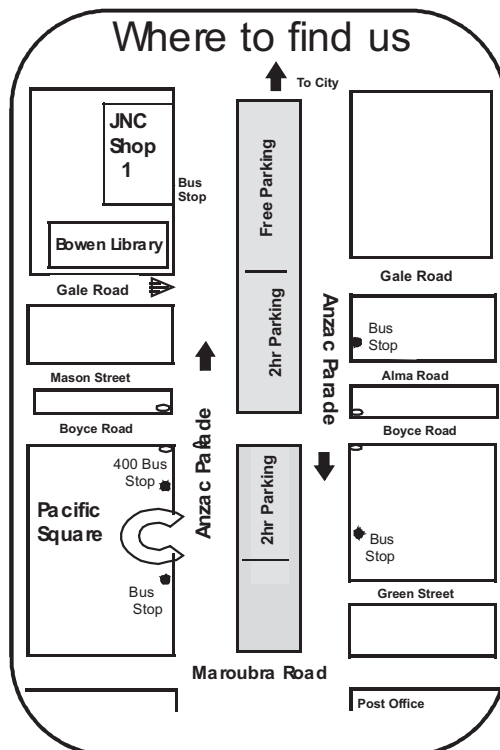 Where to find us
To City
JNC
Shop
1
Bus
Stop
Free Parking
Bowen Library
Gale Road
Gale Road
2hr Parking
Anzac Parade
Bus
Stop
Mason Street
Alma Road
Boyce Road
Boyce Road
Anzac Parade
400 Bus
Stop
Pacific
Square
2hr Parking
Bus
Stop
Bus
Stop
Green Street
Maroubra Road
Post Office